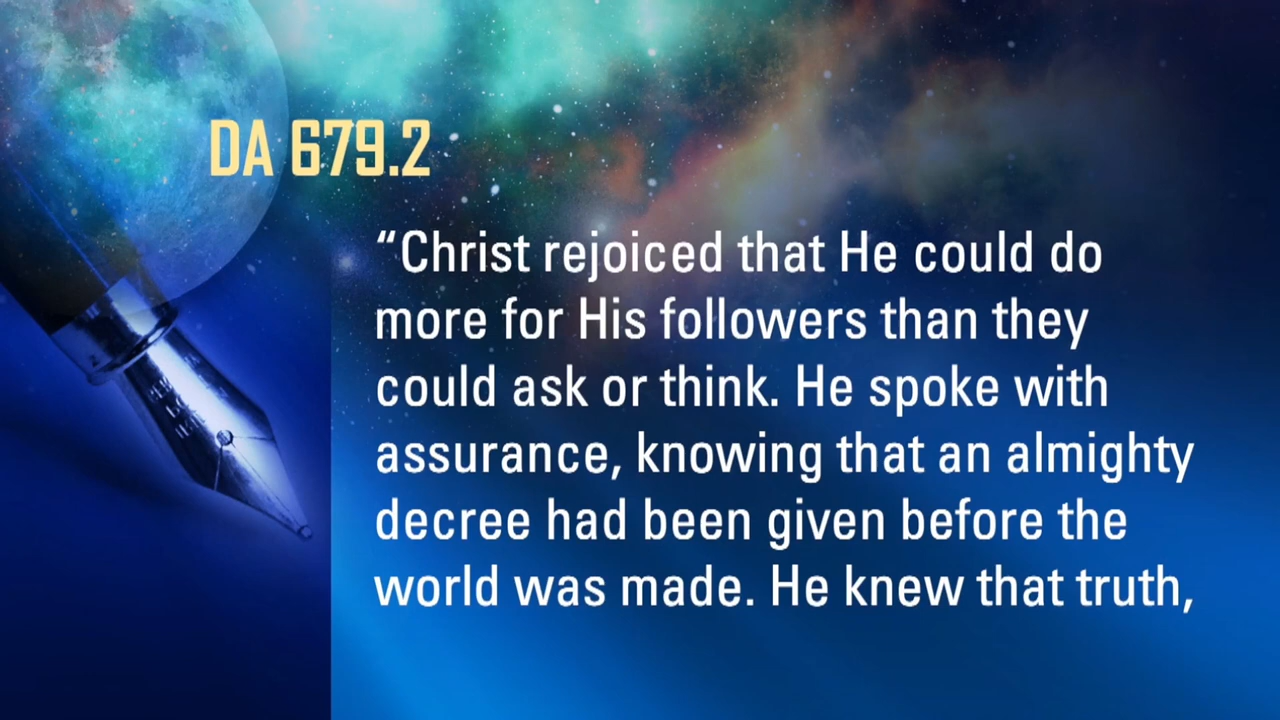 DA 679.2
“Christ rejoiced that He could do
more for His followers than they
could ask or think. He spoke with
assurance, knowing that an almighty
decree had been given before the
world was made. He knew that truth,